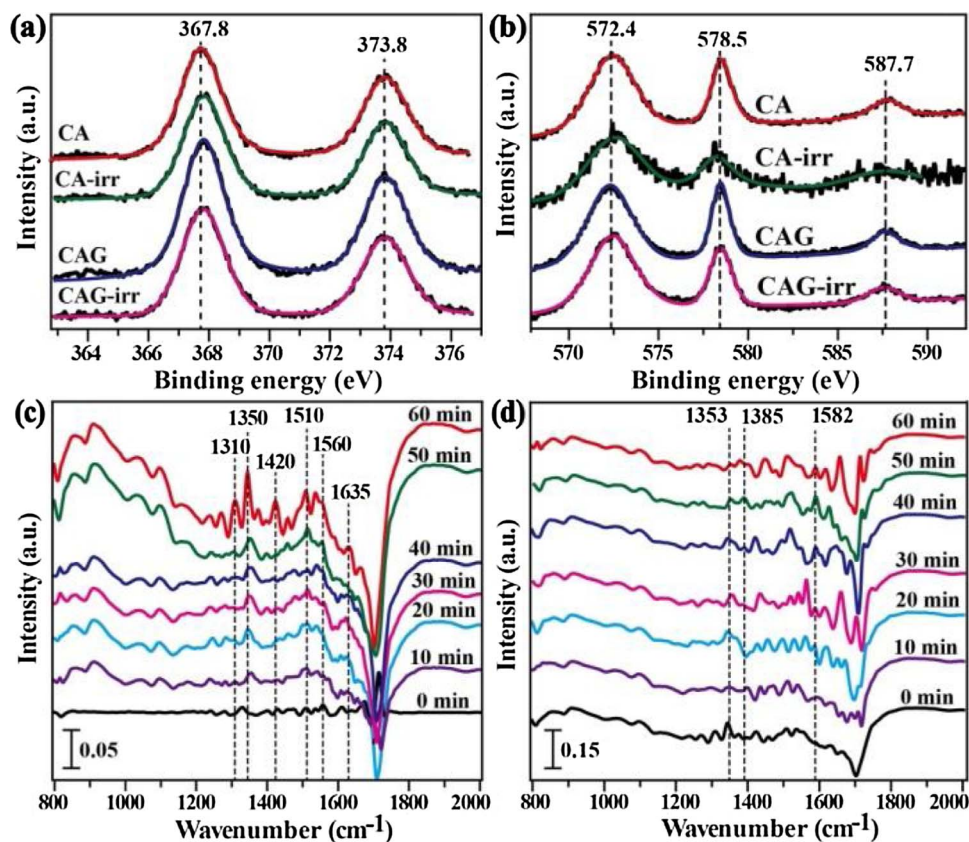 (a)
367.8
373.8
CA
CA-irr
CAG
CAG-irr
Intensity (a.u.)
364 366 368 370 372 374 376
Binding energy (eV)
(b)
572.4
578.5
587.7
CA
CA-irr
CAG
CAG-irr
Intensity (a.u.)
570 575 580 585 590
Binding energy (eV)
(c)
1310
1350
1420
1510
1560
1635
60 min
50 min
40 min
30 min
20 min
10 min
0 min
0.05
Intensity (a.u.)
800 1000 1200 1400 1600 1800 2000
Wavenumber (cm⁻¹)
(d)
1353
1385
1582
60 min
50 min
40 min
30 min
20 min
10 min
0 min
0.15
Intensity (a.u.)
800 1000 1200 1400 1600 1800 2000
Wavenumber (cm⁻¹)